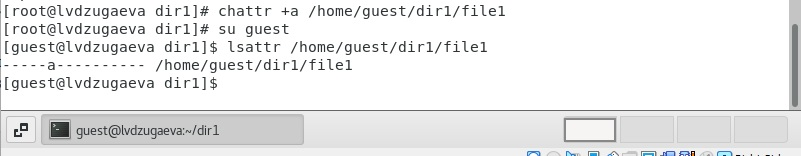 [root@lvdzugaeva dir1]# chattr +a /home/guest/dir1/file1
[root@lvdzugaeva dir1]# su guest
[guest@lvdzugaeva dir1]$ lsattr /home/guest/dir1/file1
-----a---------- /home/guest/dir1/file1
[guest@lvdzugaeva dir1]$
guest@lvdzugaeva:~/dir1